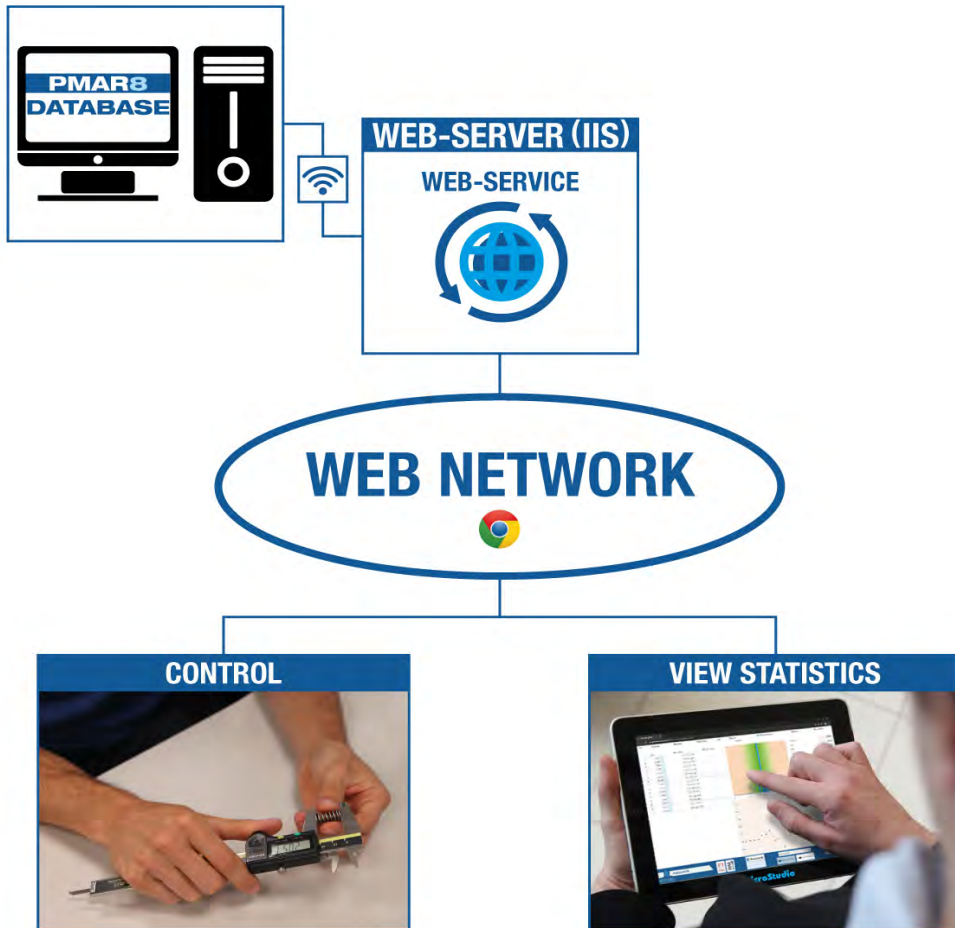 PMAR8
DATABASE
WEB-SERVER (IIS)
WEB-SERVICE
WEB NETWORK
CONTROL
VIEW STATISTICS